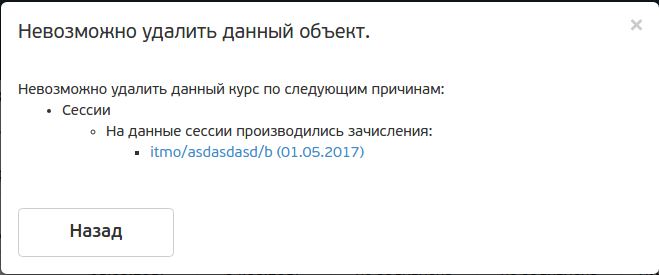 Невозможно удалить данный объект.
×
Невозможно удалить данный курс по следующим причинам:
Сессии
На данные сессии производились зачисления:
itmo/asdasdasd/b (01.05.2017)
Назад